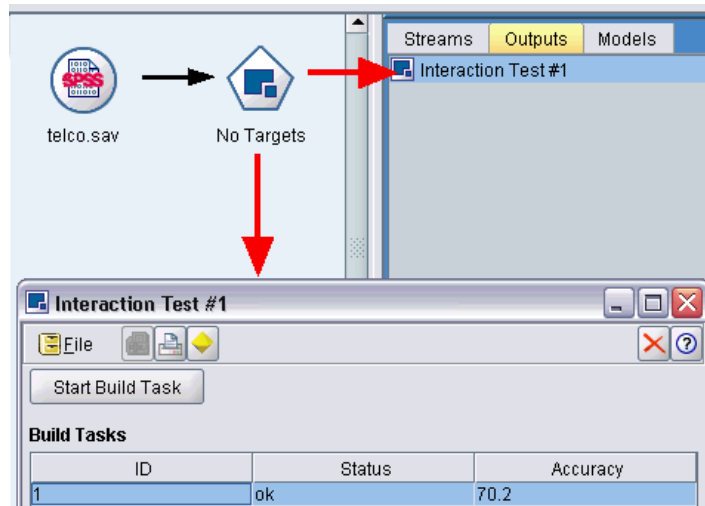 Streams Outputs Models
Interaction Test #1
SPSS
telco.sav No Targets
Interaction Test #1
File
Start Build Task
Build Tasks
ID Status Accuracy
1 ok 70.2